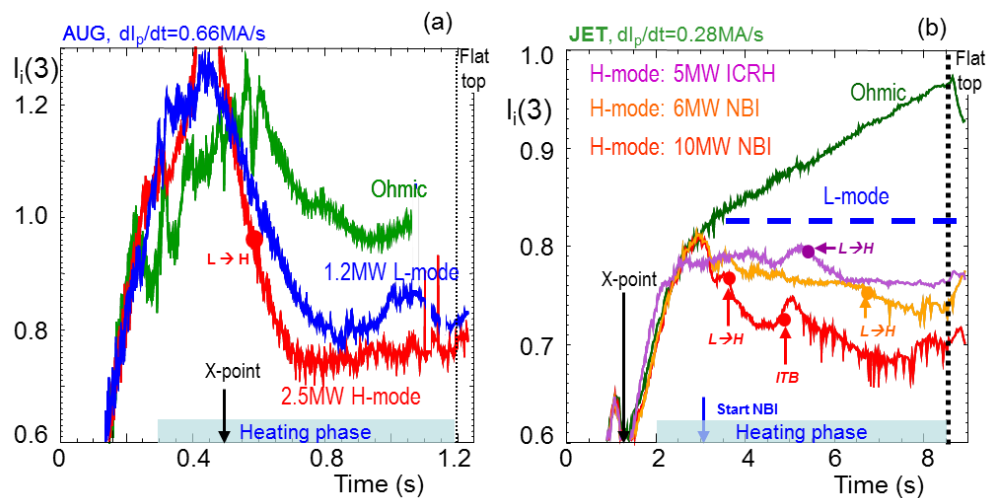 (a)
AUG, dIp/dt=0.66MA/s
li(3)
1.2
1.0
0.8
0.6
Flat
top
Ohmic
L→H
1.2MW L-mode
X-point
2.5MW H-mode
Heating phase
0
0.4
0.8
1.2
Time (s)
(b)
JET, dIp/dt=0.28MA/s
1.0
li(3)
0.9
0.8
0.7
0.6
Flat
top
H-mode: 5MW ICRH
H-mode: 6MW NBI
H-mode: 10MW NBI
Ohmic
L-mode
L→H
X-point
L→H
L→H
ITB
Start NBI
Heating phase
0
2
4
6
8
Time (s)